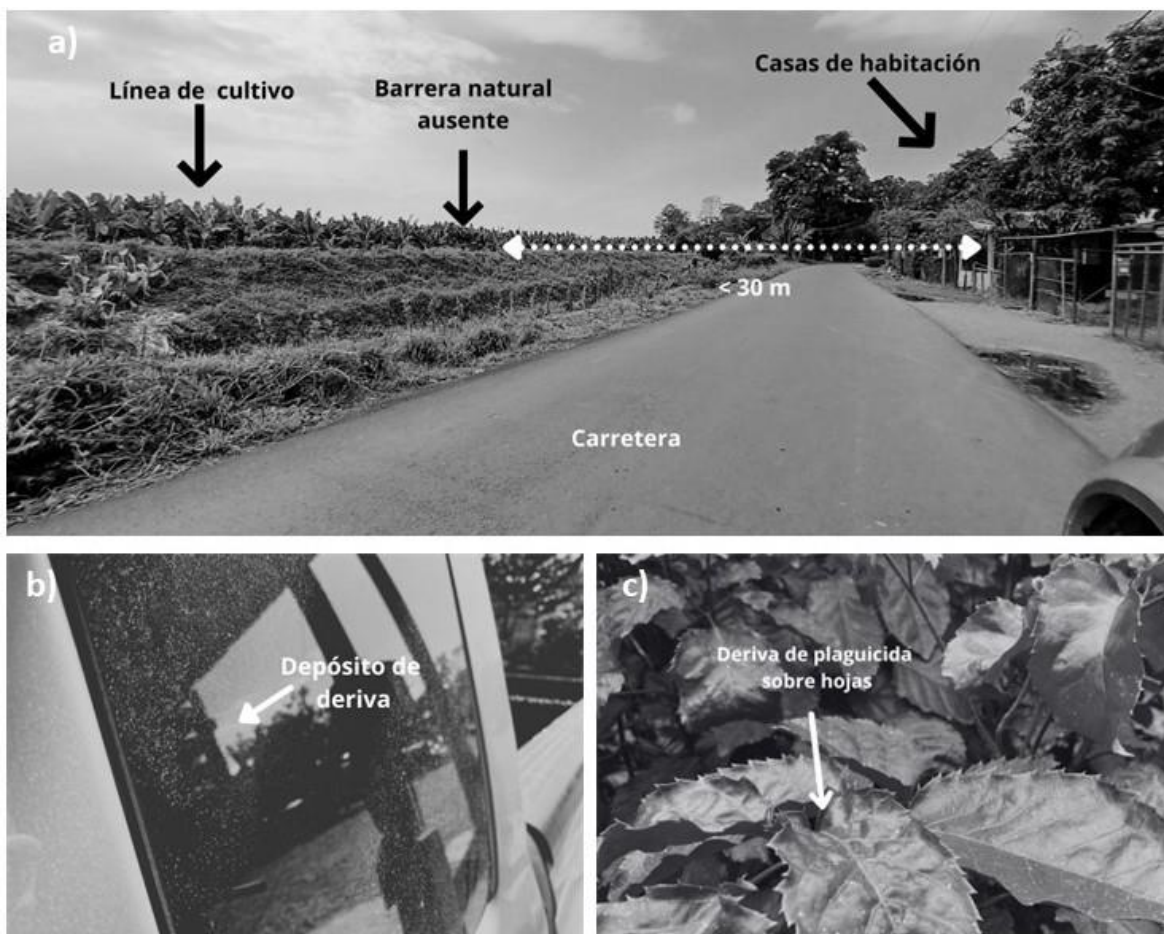 a)
Línea de cultivo
Barrera natural
ausente
Casas de habitación
< 30 m
Carretera
b)
Depósito de
deriva
c)
Deriva de plaguicida
sobre hojas